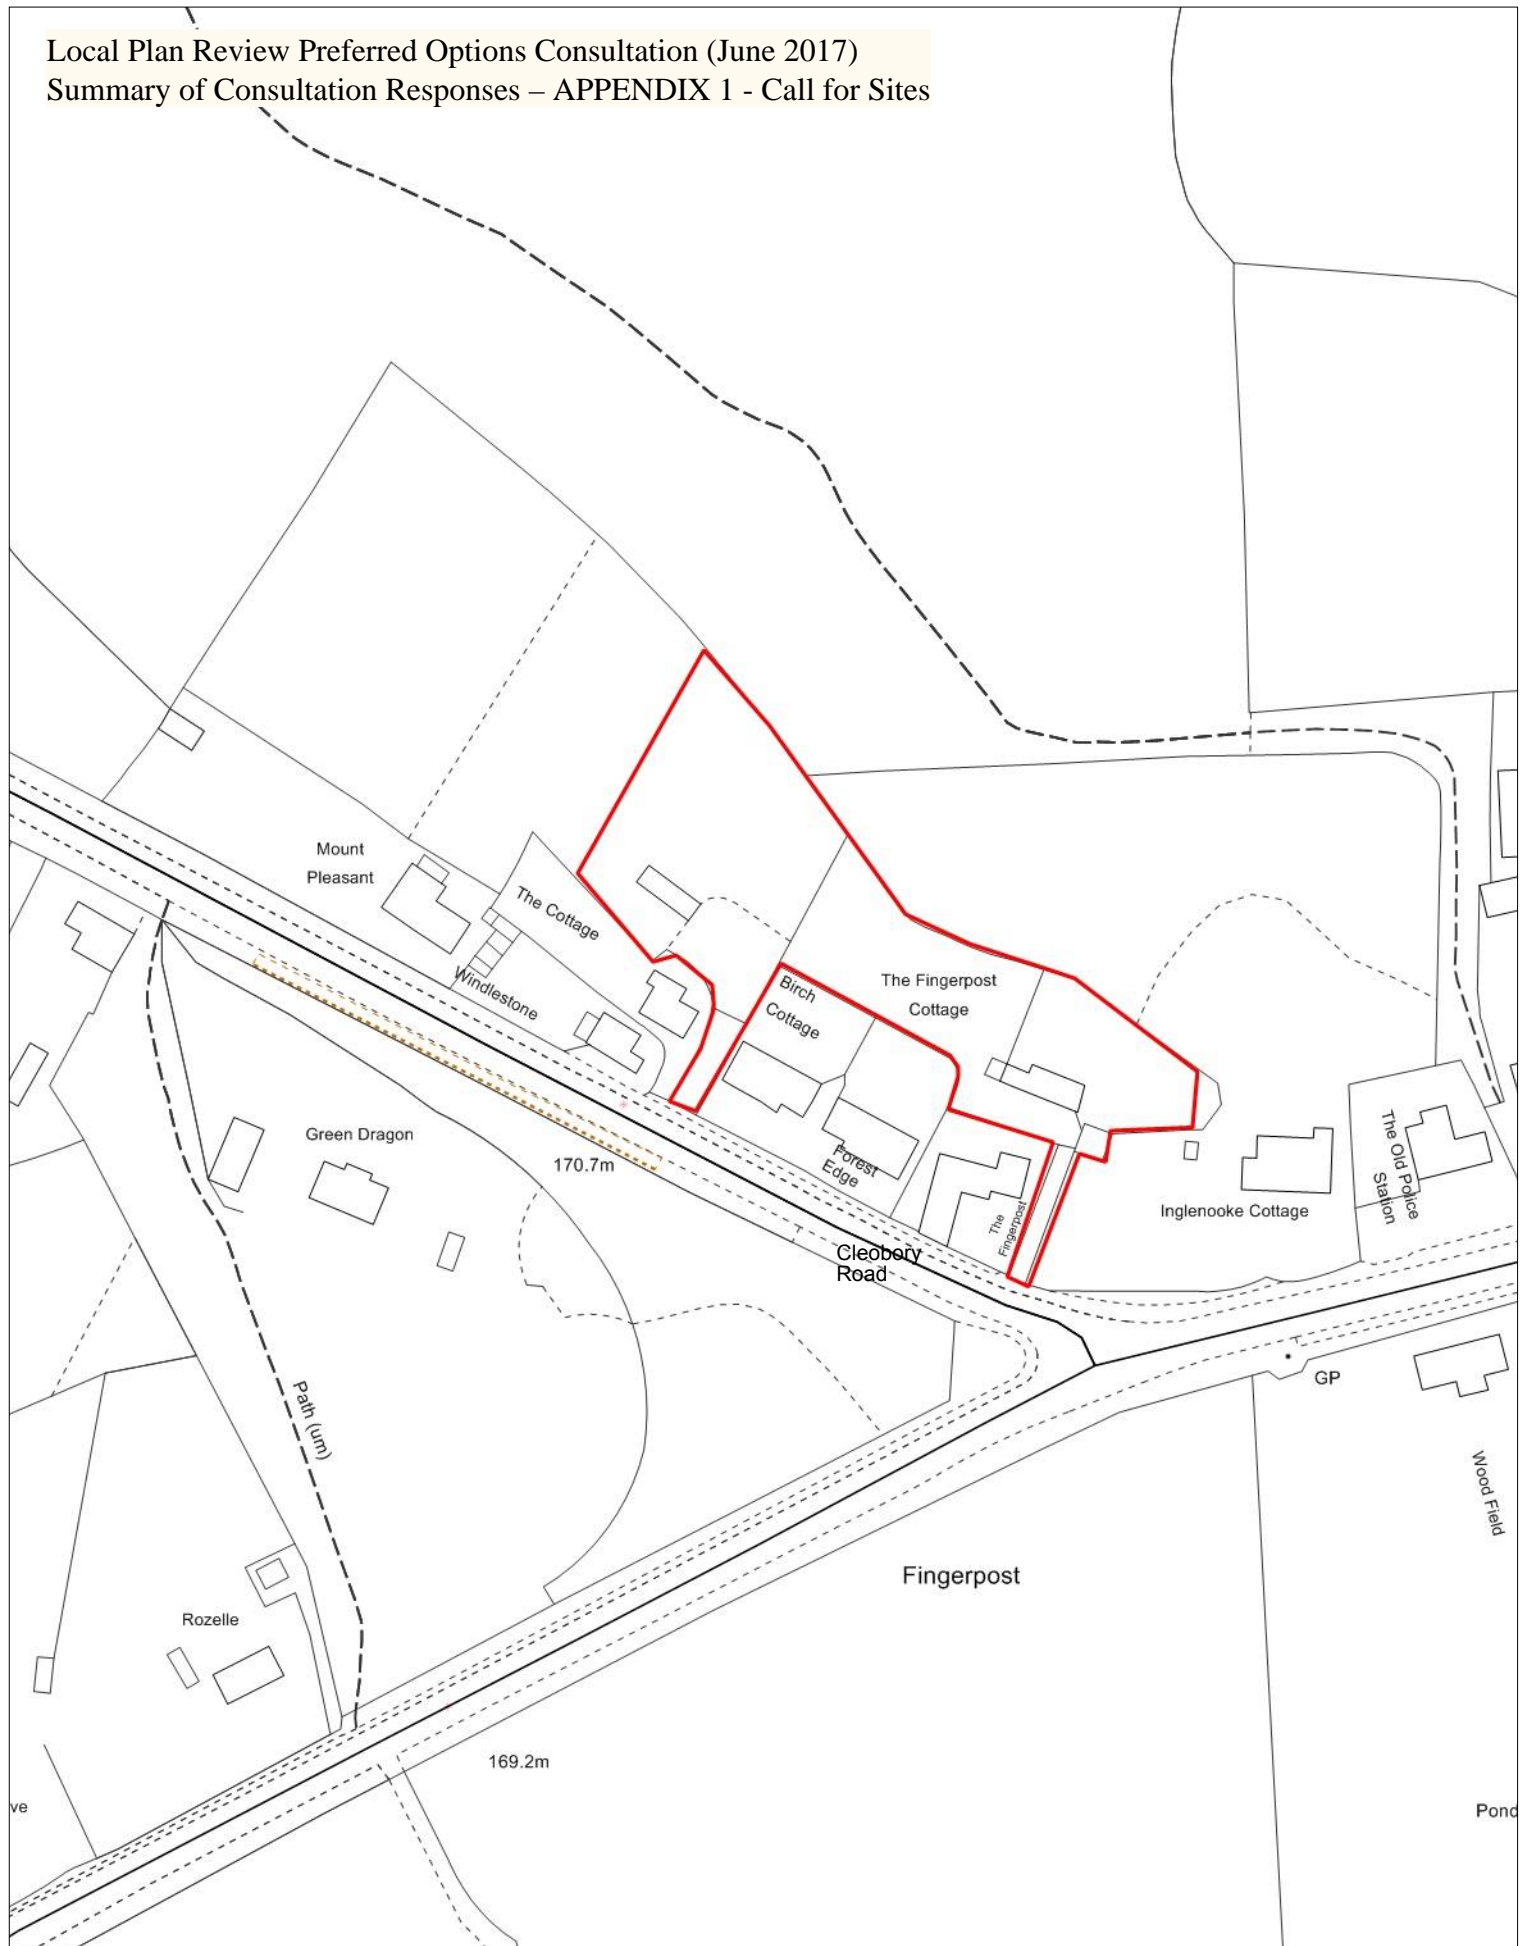 Local Plan Review Preferred Options Consultation (June 2017)
Summary of Consultation Responses – APPENDIX 1 - Call for Sites
Mount
Pleasant
The Cottage
Windlestone
Birch
Cottage
The Fingerpost
Cottage
Green Dragon
170.7m
Forest
Edge
The
Fingerpost
Inglenooke Cottage
The Old Police
Station
Cleobory
Road
GP
Path (um)
Wood Field
Fingerpost
Rozelle
169.2m
ve
Pond